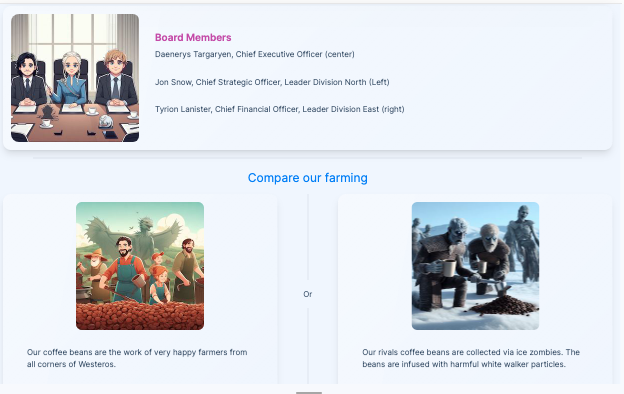 Board Members
Daenerys Targaryen, Chief Executive Officer (center)
Jon Snow, Chief Strategic Officer, Leader Division North (Left)
Tyrion Lanister, Chief Financial Officer, Leader Division East (right)
Compare our farming
Or
Our coffee beans are the work of very happy farmers from
all corners of Westeros.
Our rivals coffee beans are collected via ice zombies. The
beans are infused with harmful white walker particles.